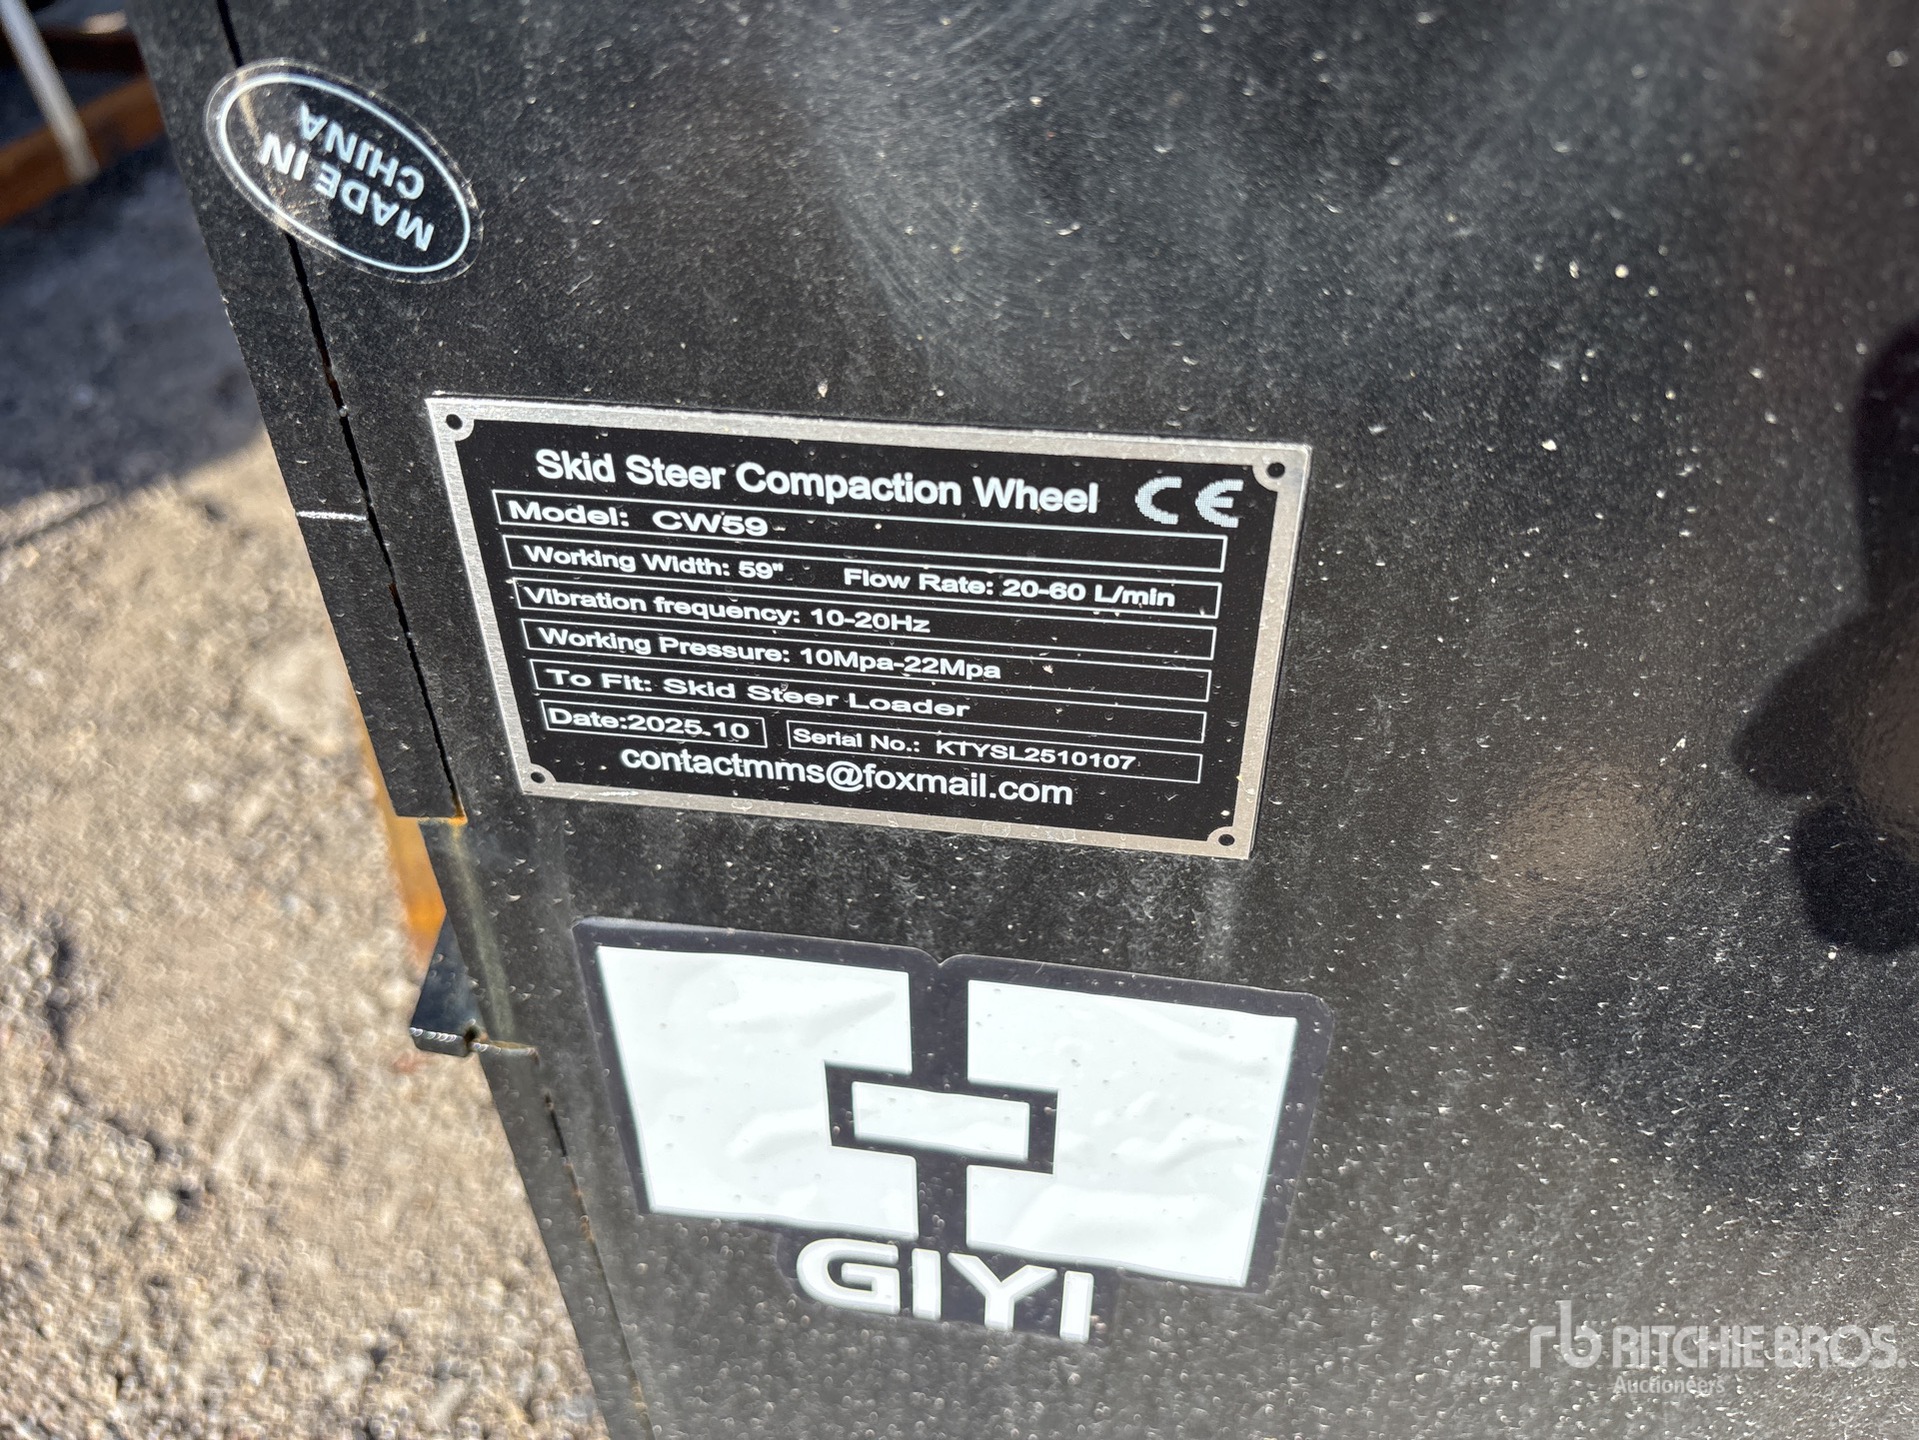 MADE IN
CHINA
Skid Steer Compaction Wheel CE
Model: CW59
Working Width: 59" Flow Rate: 20-60 L/min
Vibration frequency: 10-20Hz
Working Pressure: 10Mpa-22Mpa
To Fit: Skid Steer Loader
Date:2025.10 Serial No.: KTYSL2510107
contactmms@foxmail.com
GIYI
rb RITCHIE BROS.
Auctioneers